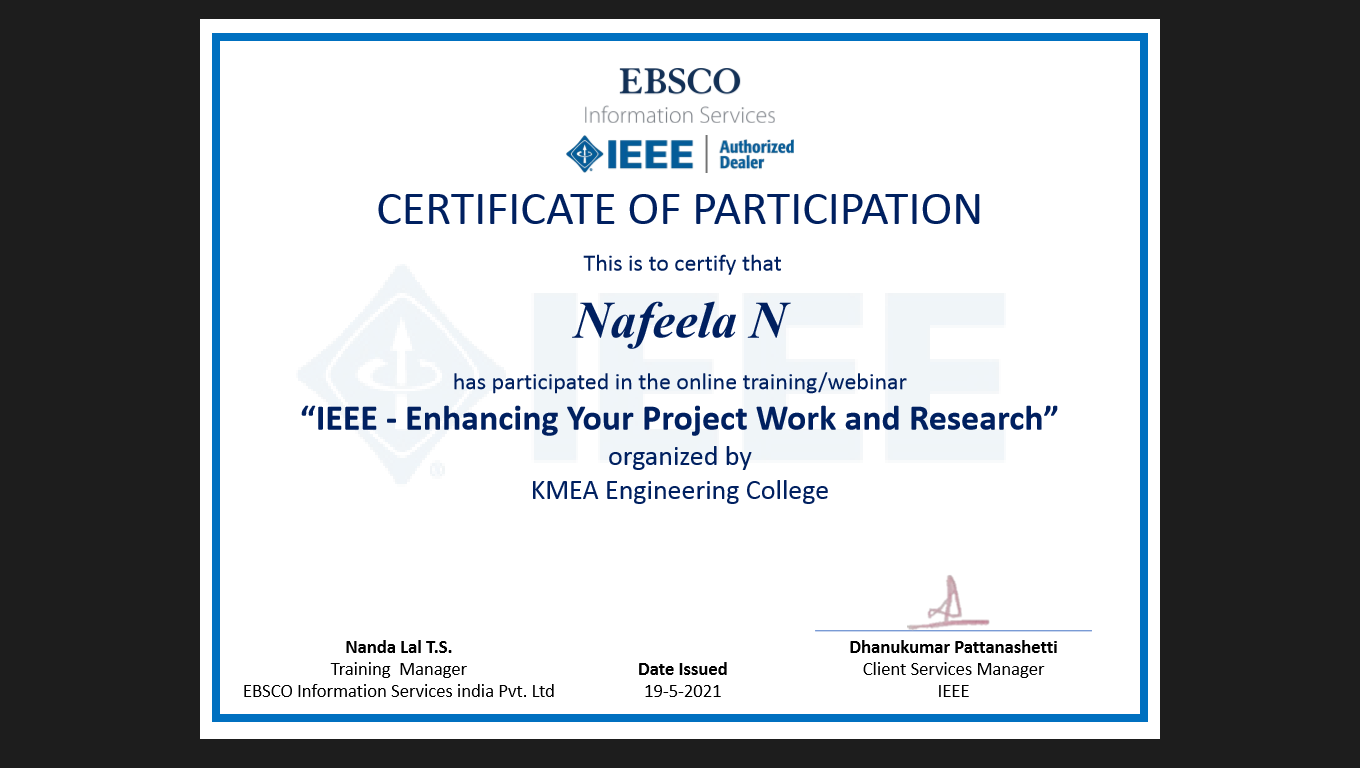 EBSCO
Information Services
IEEE | Authorized Dealer
CERTIFICATE OF PARTICIPATION
This is to certify that
Nafeela N
has participated in the online training/webinar
“IEEE - Enhancing Your Project Work and Research”
organized by
KMEA Engineering College
Nanda Lal T.S.
Training  Manager
EBSCO Information Services india Pvt. Ltd
Date Issued
19-5-2021
Dhanukumar Pattanashetti
Client Services Manager
IEEE
IEEE®